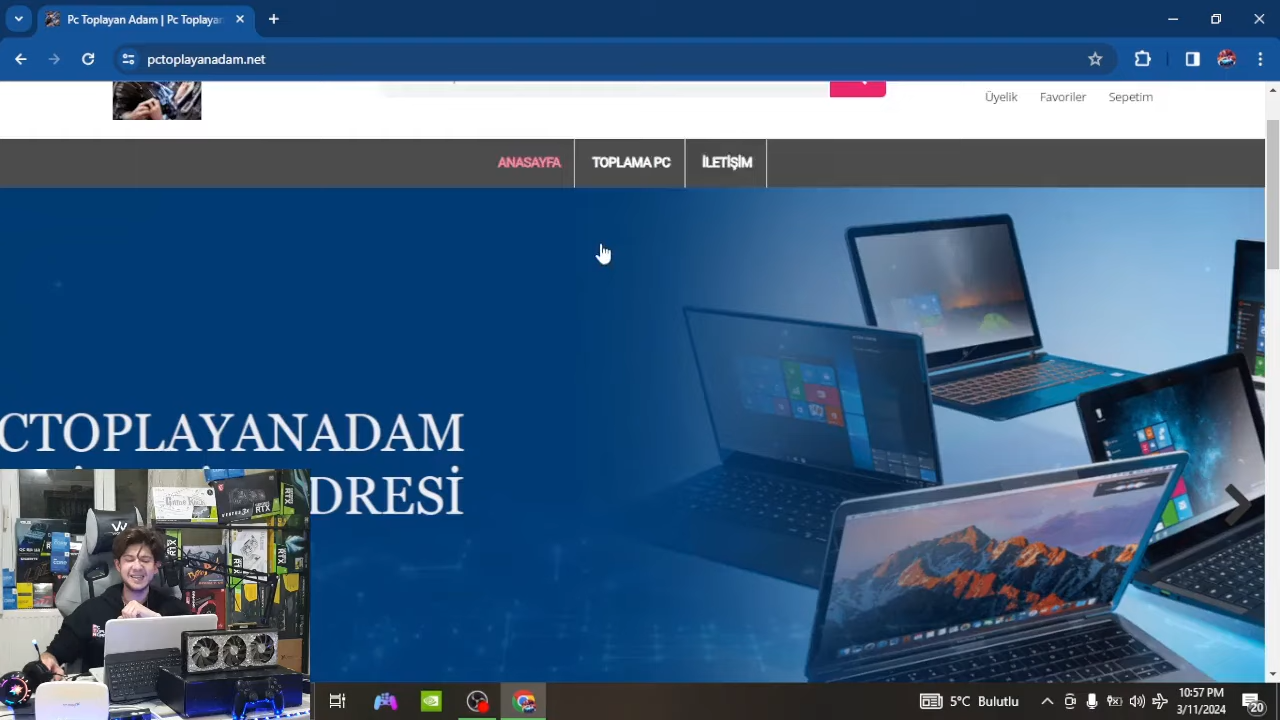 Pc Toplayan Adam | Pc Toplaya
pctoplayanadam.net
Üyelik Favoriler Sepetim
ANASAYFA TOPLAMA PC İLETİŞİM
CTOPLAYANADAM
DRESİ
5°C Bulutlu
10:57 PM
3/11/2024
20